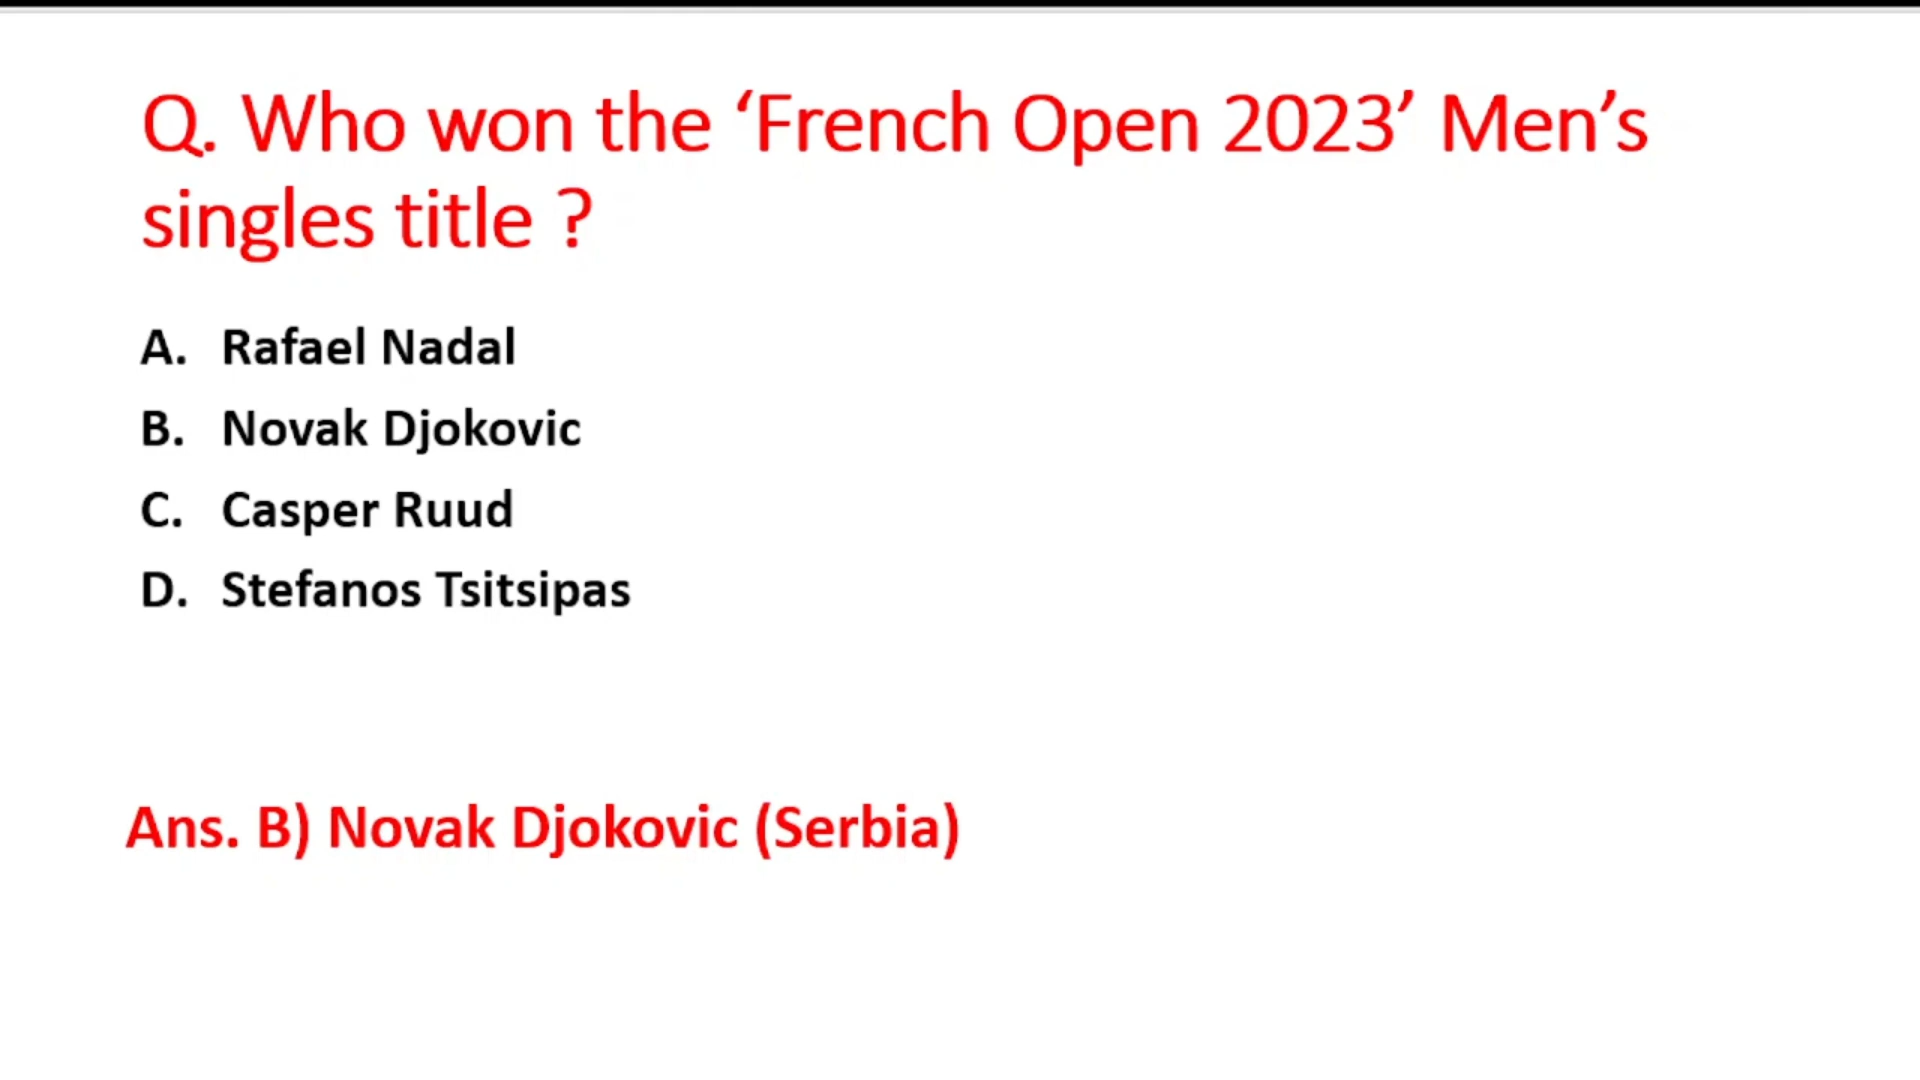 Q. Who won the ‘French Open 2023’ Men’s
singles title ?
A. Rafael Nadal
B. Novak Djokovic
C. Casper Ruud
D. Stefanos Tsitsipas
Ans. B) Novak Djokovic (Serbia)